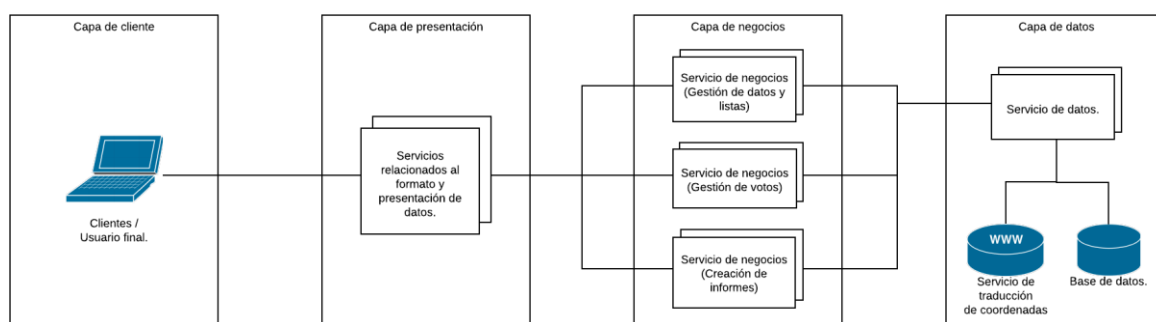 Capa de cliente
Clientes /
Usuario final.
Capa de presentación
Servicios
relacionados al
formato y
presentación de
datos.
Capa de negocios
Servicio de negocios
(Gestión de datos y
listas)
Servicio de negocios
(Gestión de votos)
Servicio de negocios
(Creación de
informes)
Capa de datos
Servicio de datos.
WWW
Servicio de
traducción
de coordenadas
Base de datos.